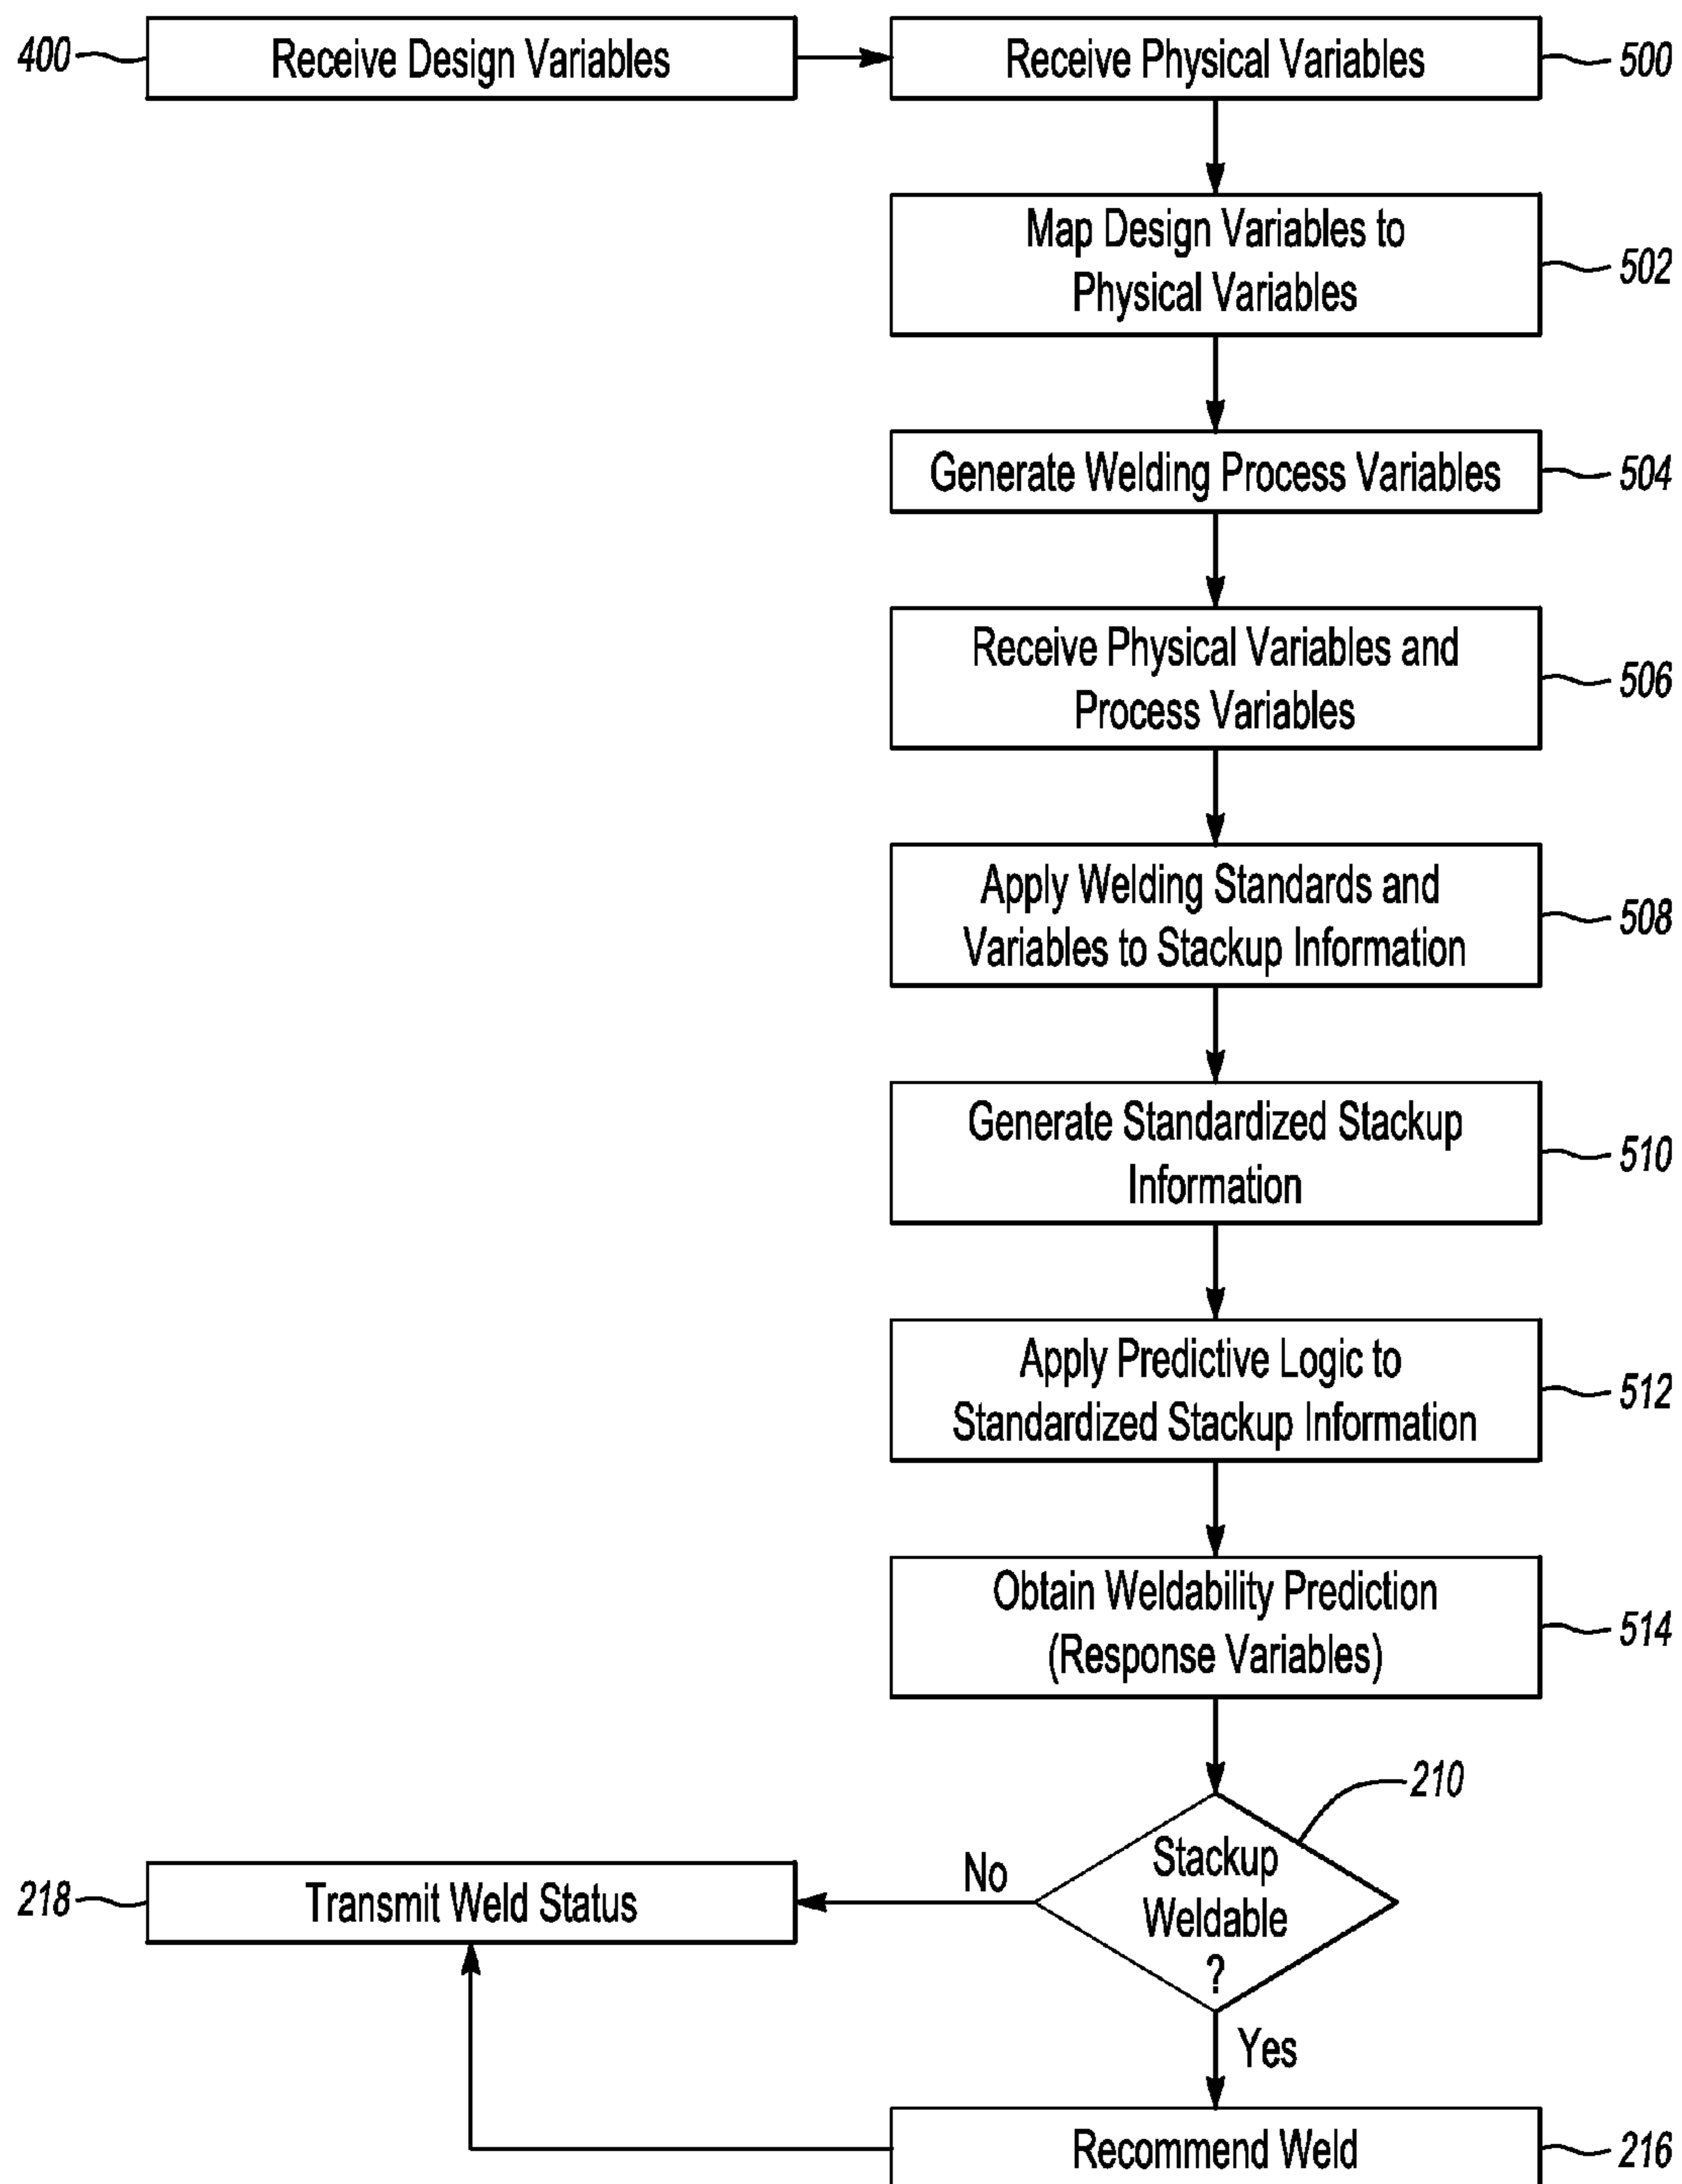 400
Receive Design Variables
Receive Physical Variables
500
Map Design Variables to
Physical Variables
502
Generate Welding Process Variables
504
Receive Physical Variables and
Process Variables
506
Apply Welding Standards and
Variables to Stackup Information
508
Generate Standardized Stackup
Information
510
Apply Predictive Logic to
Standardized Stackup Information
512
Obtain Weldability Prediction
(Response Variables)
514
210
Stackup
Weldable
?
No
218
Transmit Weld Status
Yes
Recommend Weld
216